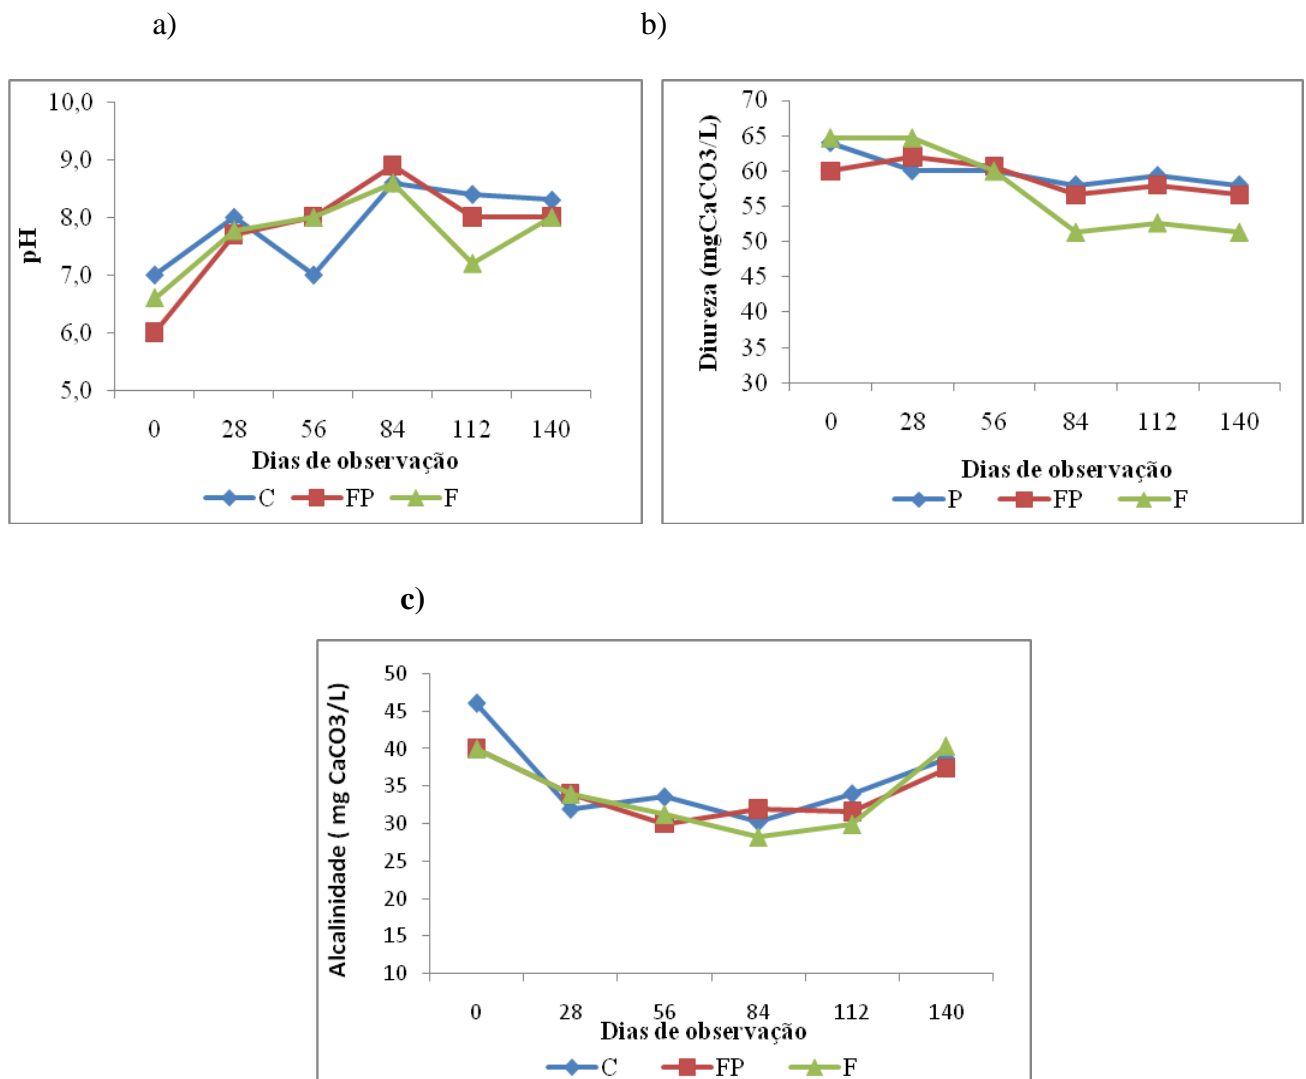 a)
b)
10,0
9,0
8,0
7,0
6,0
5,0
pH
0 28 56 84 112 140
Dias de observação
C FP F
70
65
60
55
50
45
40
35
30
Diureza (mgCaCO3/L)
0 28 56 84 112 140
Dias de observação
P FP F
c)
50
45
40
35
30
25
20
15
10
Alcalinidade ( mg CaCO3/L)
0 28 56 84 112 140
Dias de observação
C FP F